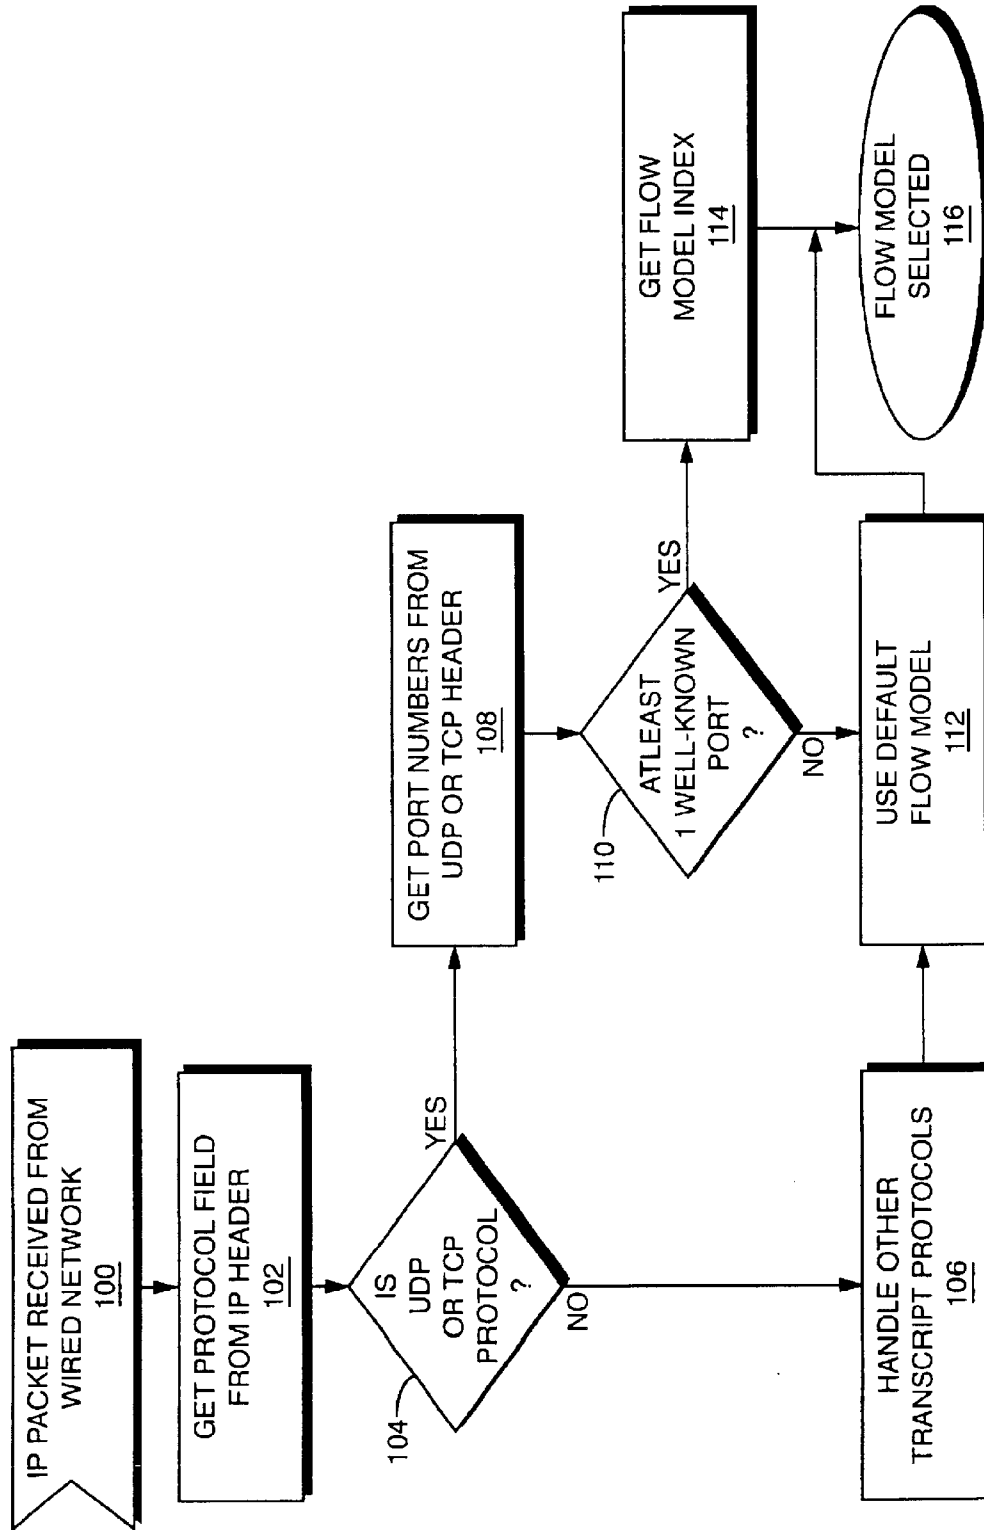 IP PACKET RECEIVED FROM
WIRED NETWORK
100
GET PROTOCOL FIELD
FROM IP HEADER
102
104
IS
UDP
OR TCP
PROTOCOL
?
YES
NO
HANDLE OTHER
TRANSCRIPT PROTOCOLS
106
GET PORT NUMBERS FROM
UDP OR TCP HEADER
108
110
ATLEAST
1 WELL-KNOWN
PORT
?
YES
NO
USE DEFAULT
FLOW MODEL
112
GET FLOW
MODEL INDEX
114
FLOW MODEL
SELECTED
116